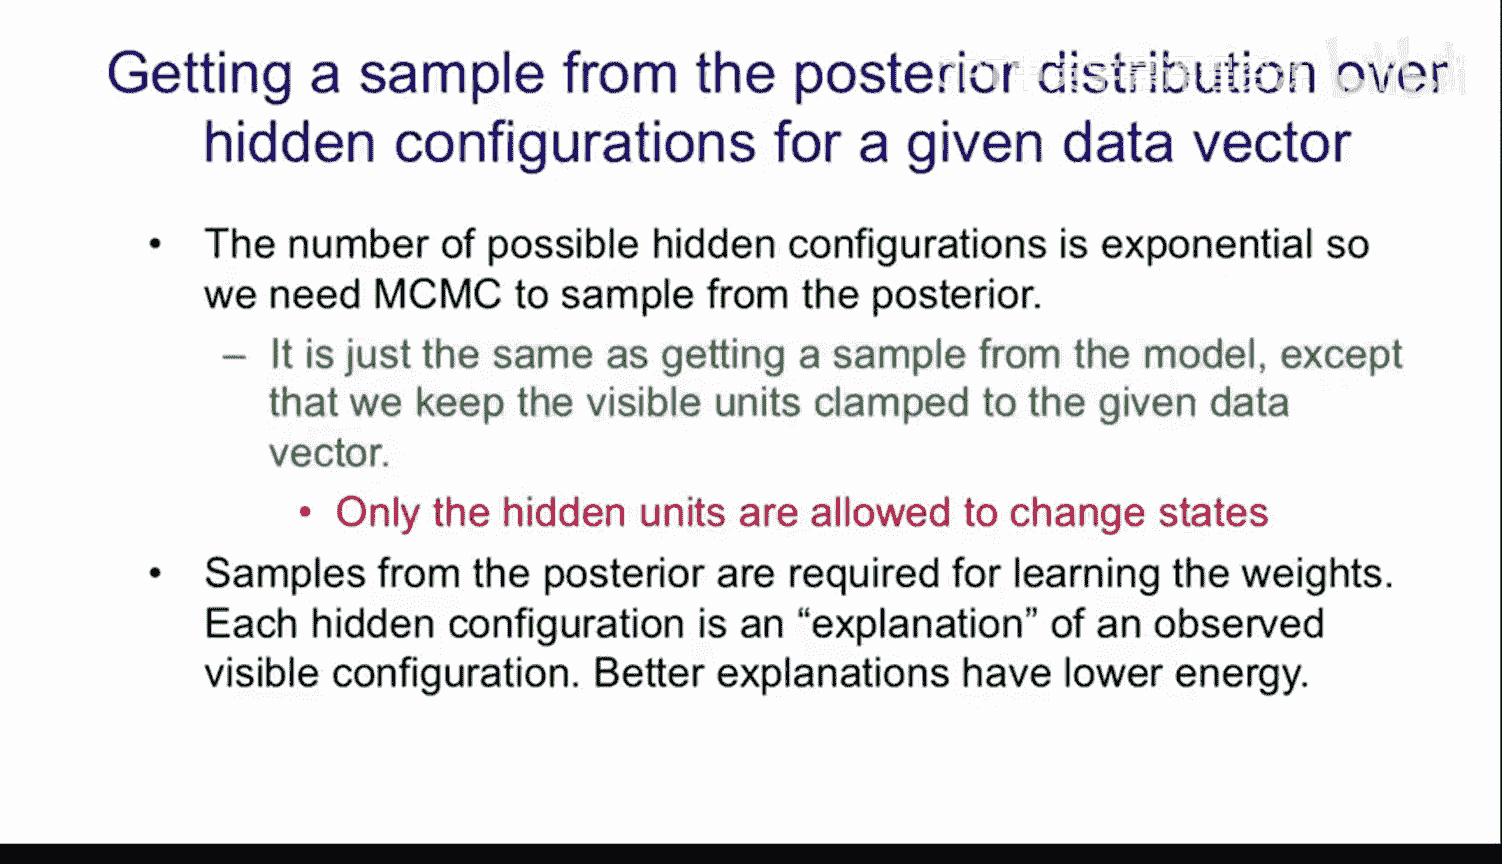 Getting a sample from the posterior distribution over
hidden configurations for a given data vector
• The number of possible hidden configurations is exponential so
we need MCMC to sample from the posterior.
– It is just the same as getting a sample from the model, except
that we keep the visible units clamped to the given data
vector.
• Only the hidden units are allowed to change states
• Samples from the posterior are required for learning the weights.
Each hidden configuration is an “explanation” of an observed
visible configuration. Better explanations have lower energy.